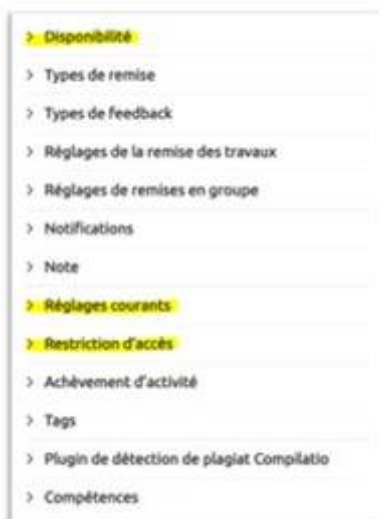 > Disponibilité
> Types de remise
> Types de feedback
> Réglages de la remise des travaux
> Réglages de remises en groupe
> Notifications
> Note
> Réglages courants
> Restriction d'accès
> Achèvement d'activité
> Tags
> Plugin de détection de plagiat Compilatio
> Compétences